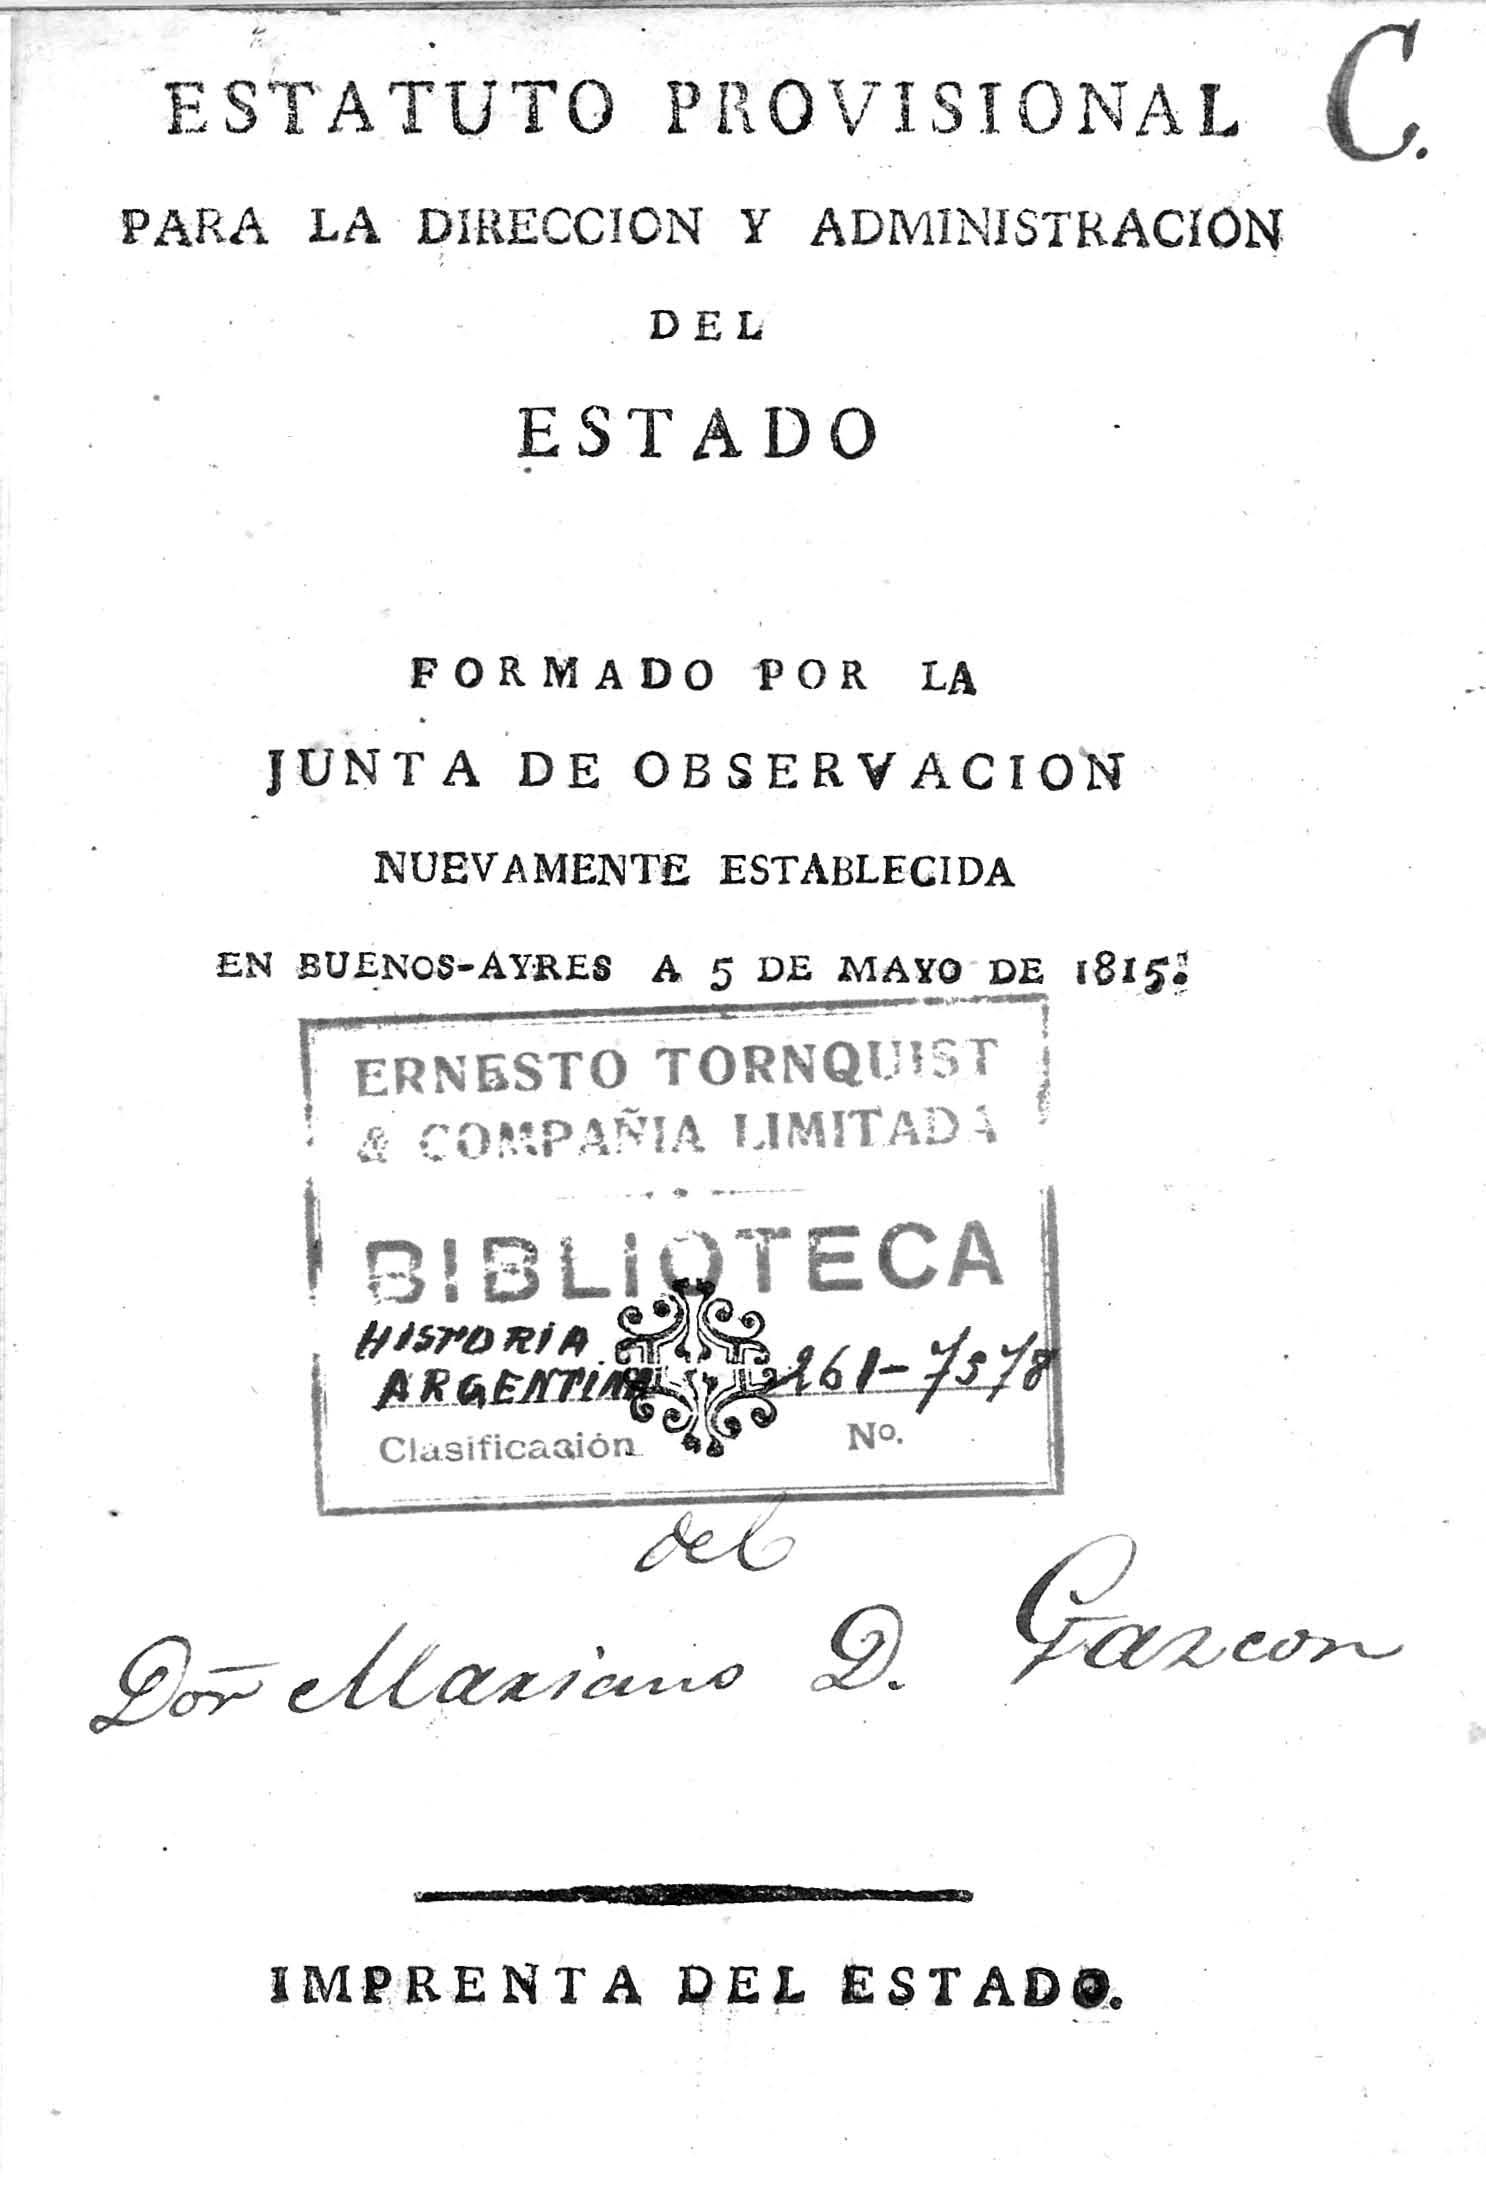 C.
ESTATUTO PROVISIONAL
PARA LA DIRECCION Y ADMINISTRACION
DEL
ESTADO
FORMADO POR LA
JUNTA DE OBSERVACION
NUEVAMENTE ESTABLECIDA
EN BUENOS-AYRES A 5 DE MAYO DE 1815.
ERNESTO TORNQUIST
& COMPAÑIA LIMITADA
BIBLIOTECA
HISTORIA
ARGENTINA 261-7578
Clasificación Nº.
del
Dor Mariano D. Gazcon
IMPRENTA DEL ESTADO.